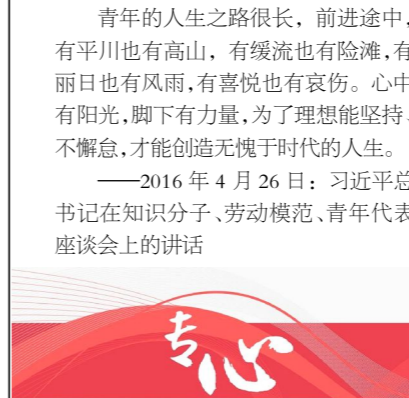 青年的人生之路很长，前进途中，
有平川也有高山，有缓流也有险滩，有
丽日也有风雨，有喜悦也有哀伤。心中
有阳光，脚下有力量，为了理想能坚持、
不懈怠，才能创造无愧于时代的人生。
——2016 年 4 月 26 日：习近平总
书记在知识分子、劳动模范、青年代表
座谈会上的讲话
专心